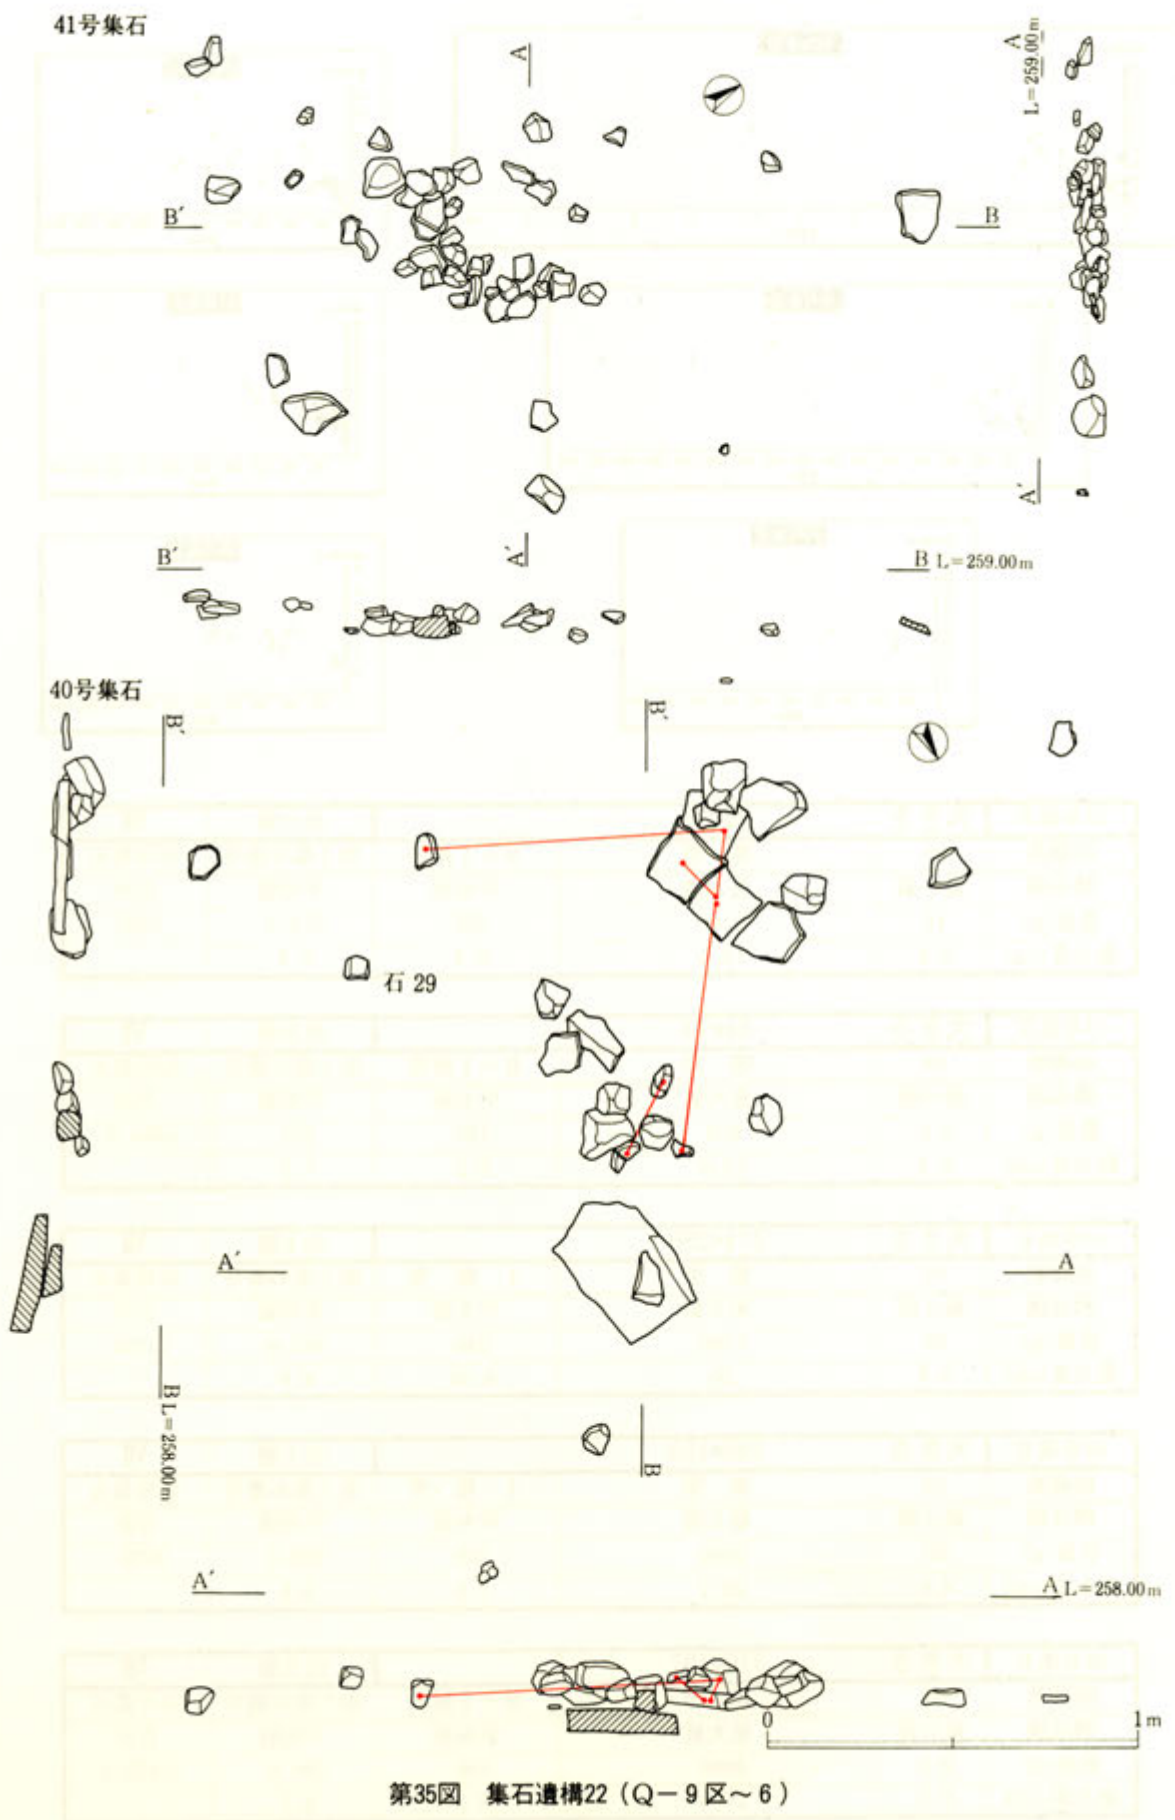 41号集石
A
A
L=259.00m
B′
B
A′
A′
B′
B L=259.00m
40号集石
B′
B′
石 29
A′
A
B L=258.00m
B
A′
A L=258.00m
0
1m
第35図 集石遺構22(Q-9区~6)